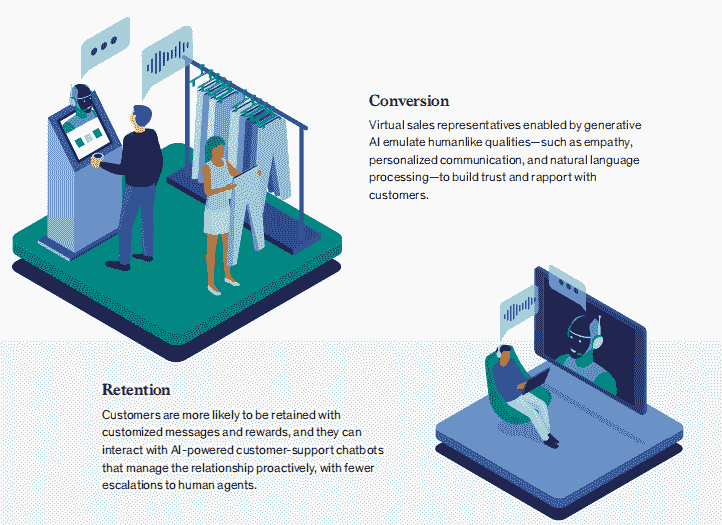 Conversion
Virtual sales representatives enabled by generative
AI emulate humanlike qualities—such as empathy,
personalized communication, and natural language
processing—to build trust and rapport with
customers.
Retention
Customers are more likely to be retained with
customized messages and rewards, and they can
interact with AI-powered customer-support chatbots
that manage the relationship proactively, with fewer
escalations to human agents.